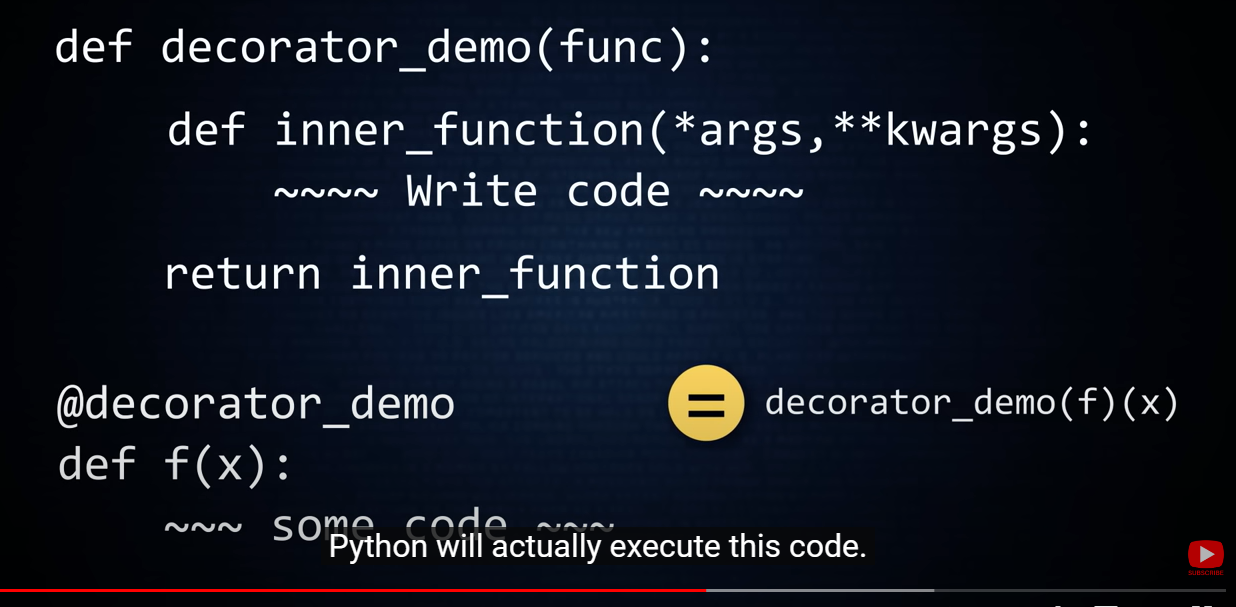 def decorator_demo(func):
def inner_function(*args,**kwargs):
~~~~ Write code ~~~~
return inner_function
@decorator_demo
= decorator_demo(f)(x)
def f(x):
~~~ some code ~~~
Python will actually execute this code.
SUBSCRIBE